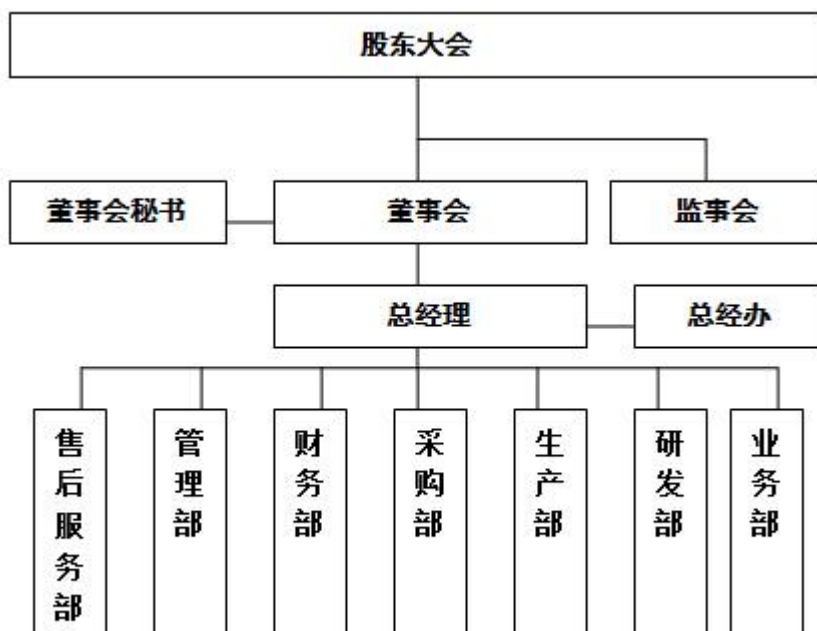 股东大会
董事会秘书
董事会
监事会
总经理
总经办
售后服务部
管理部
财务部
采购部
生产部
研发部
业务部